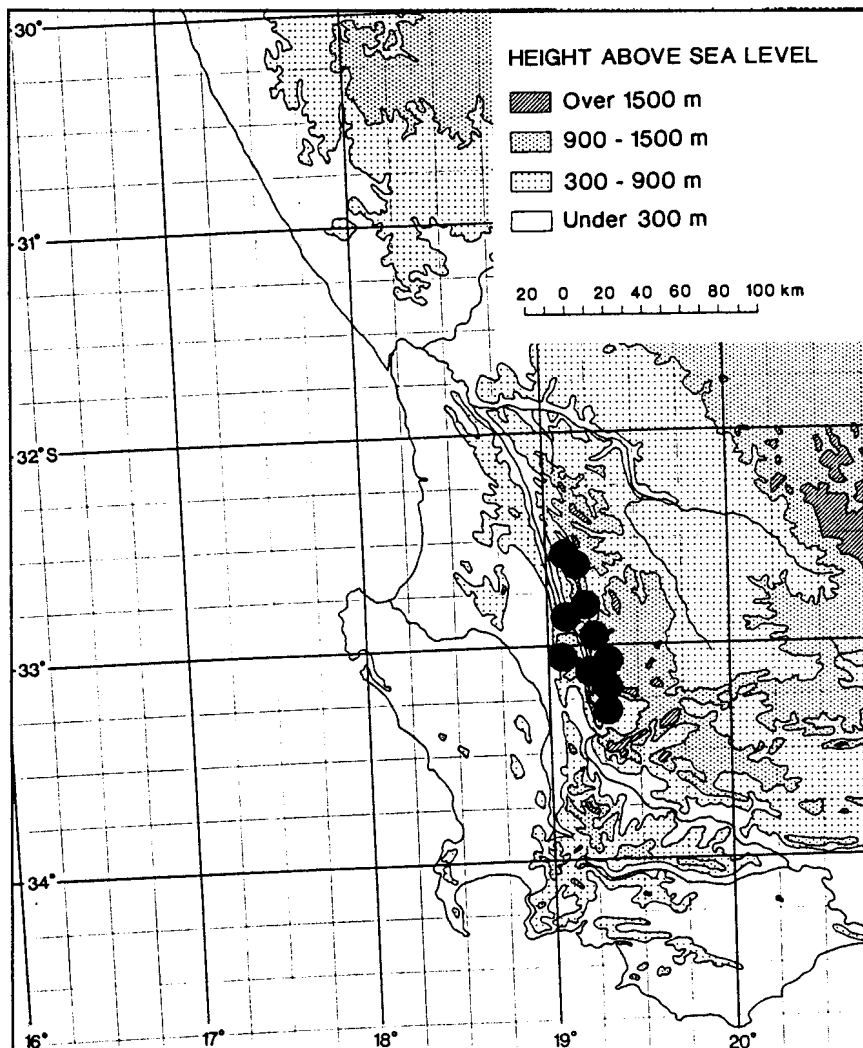 30°
HEIGHT ABOVE SEA LEVEL
Over 1500 m
900 - 1500 m
300 - 900 m
Under 300 m
31°
20 0 20 40 60 80 100 km
32°S
33°
34°
16° 17° 18° 19° 20°